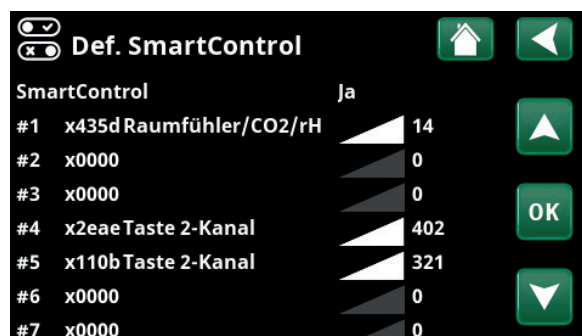 Def. SmartControl
SmartControl Ja
#1 x435d Raumfühler/CO2/rH 14
#2 x0000 0
#3 x0000 0
#4 x2eae Taste 2-Kanal 402
OK
#5 x110b Taste 2-Kanal 321
#6 x0000 0
#7 x0000 0